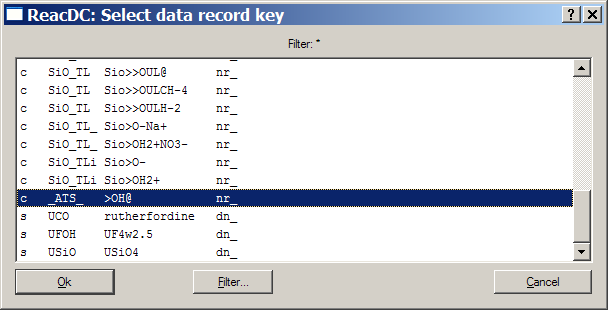 ReacDC: Select data record key
Filter: *
c SiO_TL Sio>>OUL@ nr_
c SiO_TL Sio>>OULCH-4 nr_
c SiO_TL Sio>>OULH-2 nr_
c SiO_TL_ Sio>O-Na+ nr_
c SiO_TL_ Sio>OH2+NO3- nr_
c SiO_TLi Sio>O- nr_
c SiO_TLi Sio>OH2+ nr_
c _ATS_ >OH@ nr_
s UCO rutherfordine dn_
s UFOH UF4w2.5 dn_
s USiO USiO4 dn_
Ok Filter... Cancel